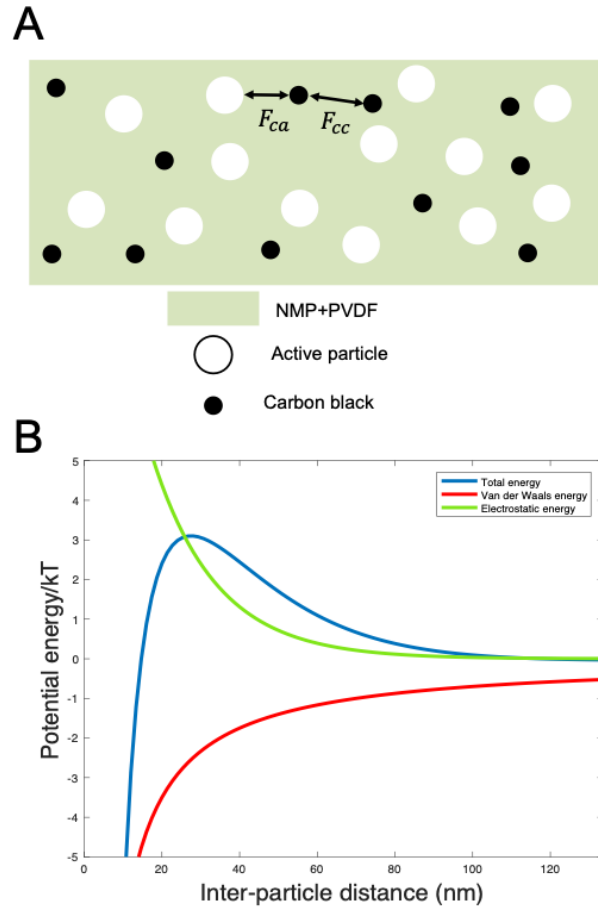 A
F_ca F_cc
NMP+PVDF
Active particle
Carbon black
B
Potential energy/kT
5
4
3
2
1
0
-1
-2
-3
-4
-5
Total energy
Van der Waals energy
Electrostatic energy
0 20 40 60 80 100 120
Inter-particle distance (nm)